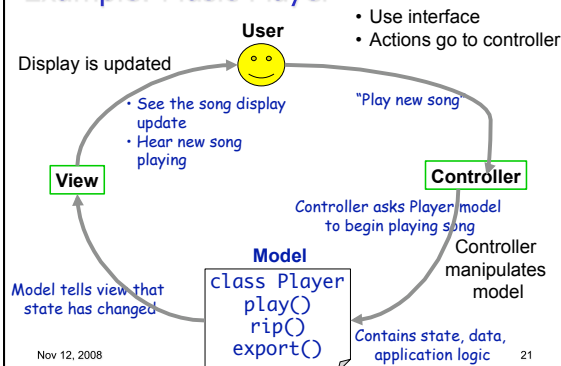 Example: Music Player
• Use interface
• Actions go to controller
User
Display is updated
• See the song display
update
• Hear new song
playing
"Play new song"
View
Controller
Controller asks Player model
to begin playing song
Controller
manipulates
model
Model
class Player
play()
rip()
export()
Model tells view that
state has changed
Contains state, data,
application logic
Nov 12, 2008
21